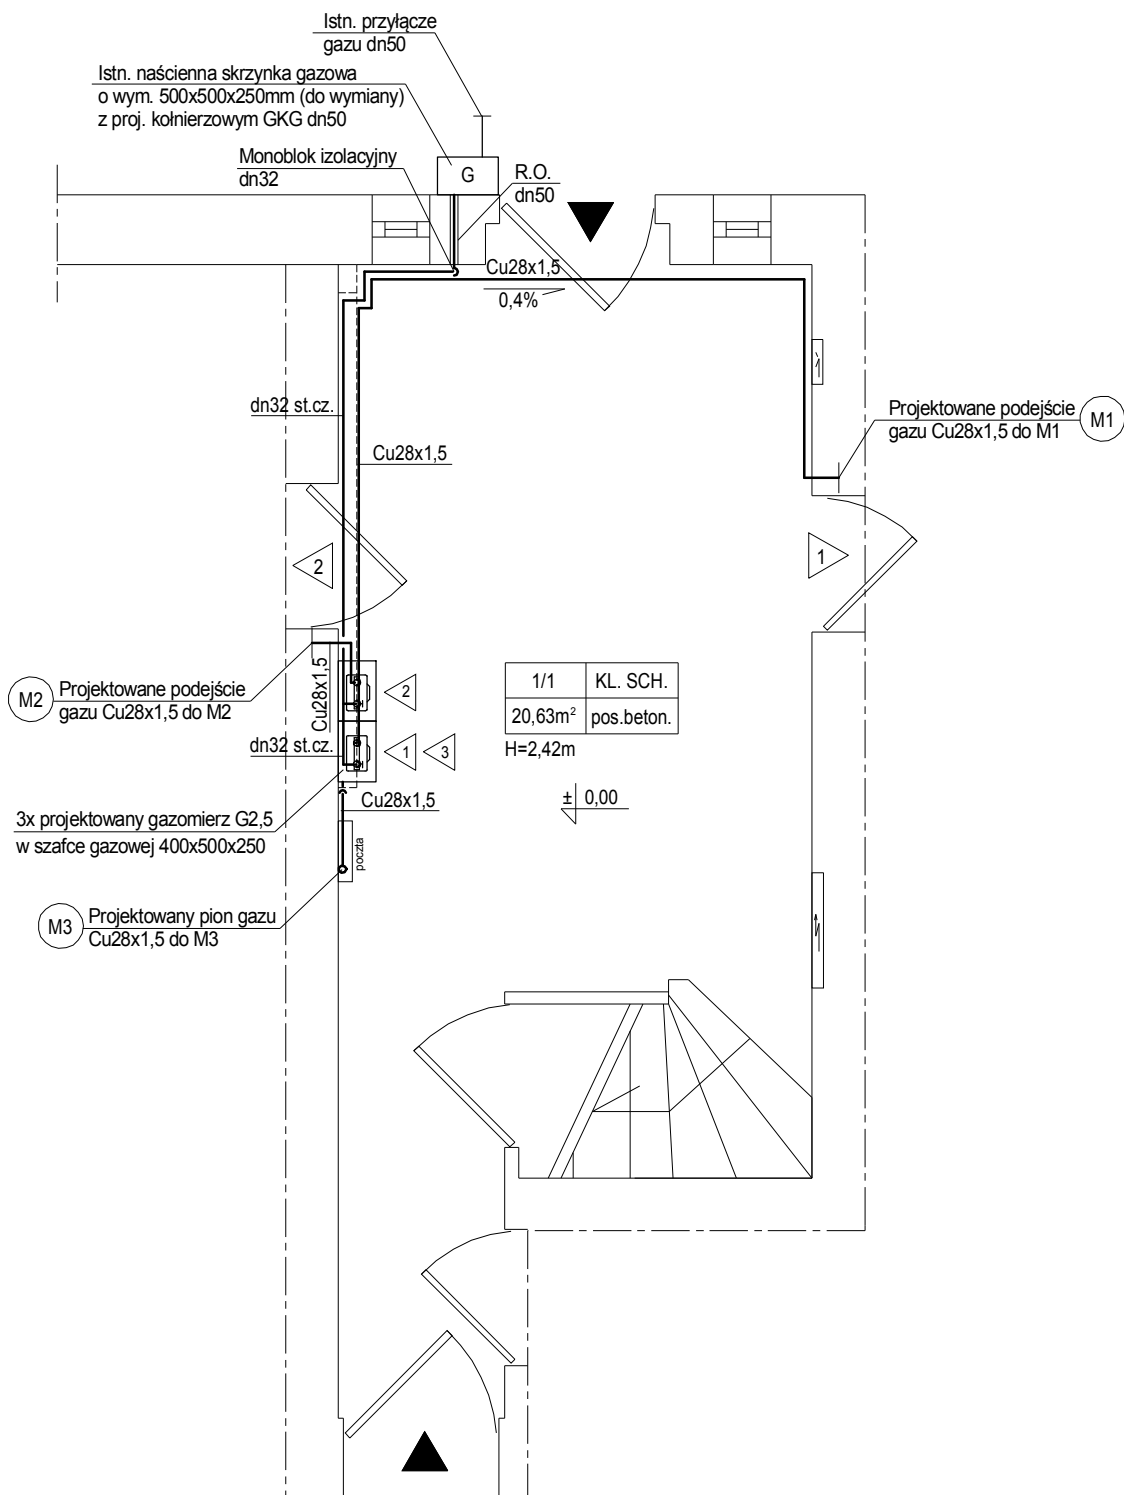 Istn. przyłącze
gazu dn50
Istn. naścienna skrzynka gazowa
o wym. 500x500x250mm (do wymiany)
z proj. kołnierzowym GKG dn50
Monoblok izolacyjny
dn32
G
R.O.
dn50
Cu28x1,5
0,4%
dn32 st.cz.
Cu28x1,5
Projektowane podejście
gazu Cu28x1,5 do M1
M1
2
1
M2
Projektowane podejście
gazu Cu28x1,5 do M2
Cu28x1,5
2
1/1 KL. SCH.
20,63m² pos.beton.
H=2,42m
dn32 st.cz.
1
3
± 0,00
Cu28x1,5
3x projektowany gazomierz G2,5
w szafce gazowej 400x500x250
poczta
M3
Projektowany pion gazu
Cu28x1,5 do M3